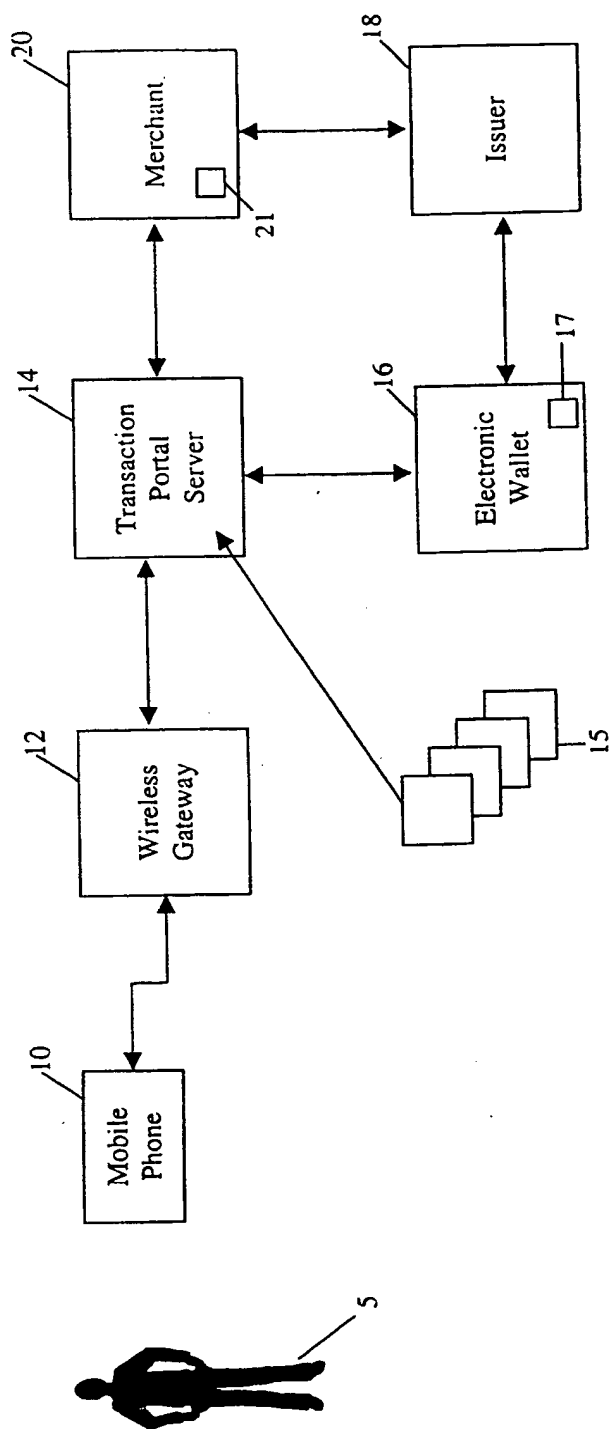 5
10
Mobile
Phone
12
Wireless
Gateway
14
Transaction
Portal
Server
20
Merchant
21
15
16
Electronic
Wallet
17
18
Issuer